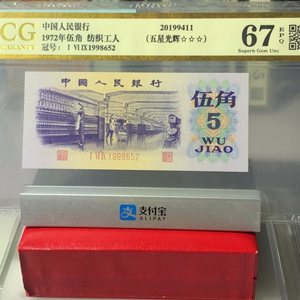 CG
GUARANTY
中国人民银行
1972年伍角 纺织工人
冠号: I VI IX1998652
20199411
(五星光辉☆☆☆)
67
EPQ
Superb Gem Unc
中国人民银行
伍角
5
WU
JIAO
I VI IX 1998652
支付宝
ALIPAY